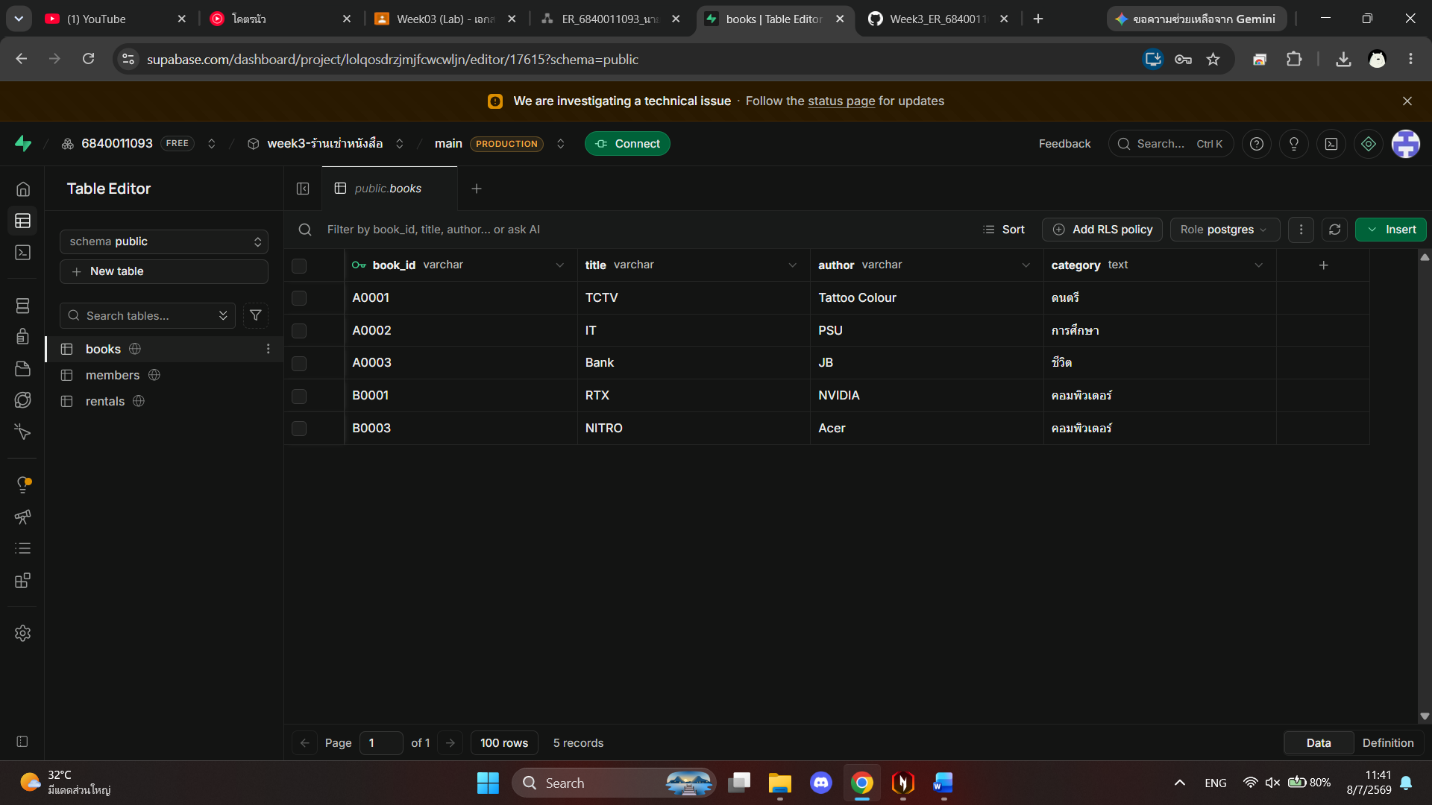 (1) YouTube
โคตรนัว
Week03 (Lab) - เอกส
ER_6840011093_นาย
books | Table Editor
Week3_ER_6840011
ขอความช่วยเหลือจาก Gemini
supabase.com/dashboard/project/lolqosdrzjmjfcwcwljn/editor/17615?schema=public
We are investigating a technical issue · Follow the status page for updates
6840011093 FREE / week3-ร้านเช่าหนังสือ / main PRODUCTION Connect Feedback Search... Ctrl K
Table Editor
public.books
schema public
Filter by book_id, title, author... or ask AI Sort Add RLS policy Role postgres Insert
New table
Search tables...
books
members
rentals
book_id varchar title varchar author varchar category text
A0001 TCTV Tattoo Colour ดนตรี
A0002 IT PSU การศึกษา
A0003 Bank JB ชีวิต
B0001 RTX NVIDIA คอมพิวเตอร์
B0003 NITRO Acer คอมพิวเตอร์
Page 1 of 1 100 rows 5 records Data Definition
32°C
มีแดดส่วนใหญ่
Search
ENG
80%
11:41
8/7/2569